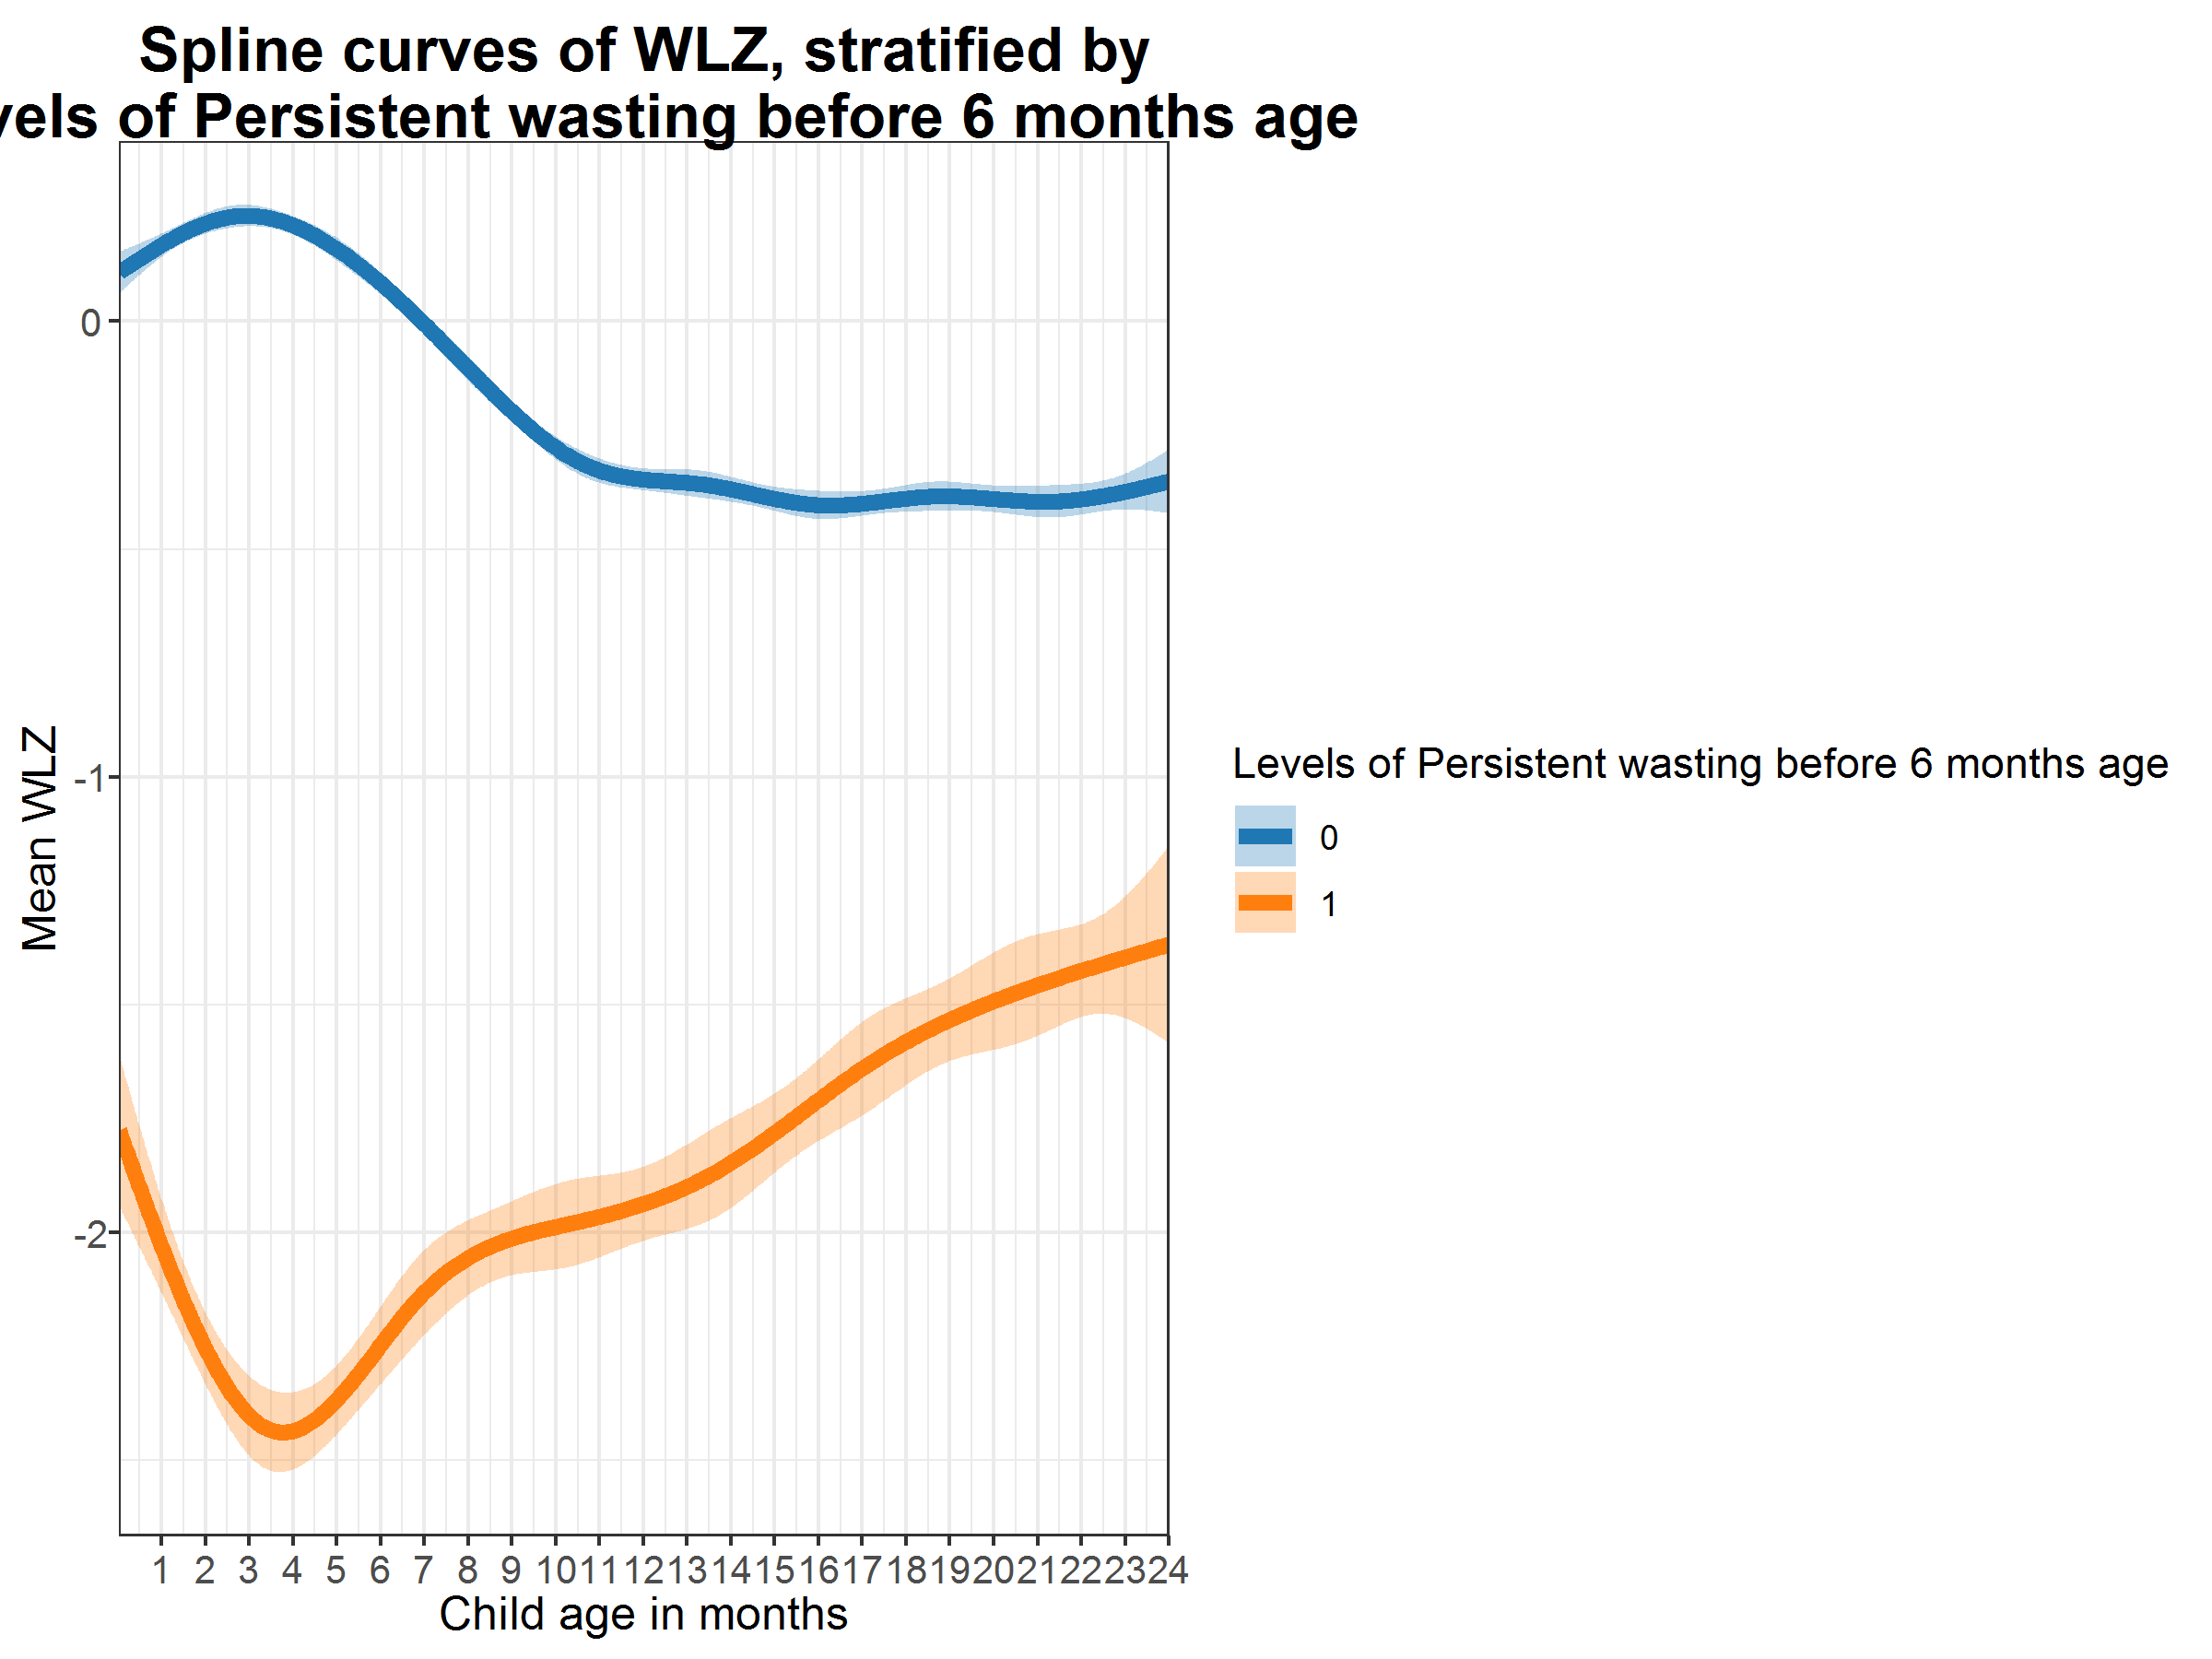 Spline curves of WLZ, stratified by
vels of Persistent wasting before 6 months age
0
-1
-2
Mean WLZ
1 2 3 4 5 6 7 8 9 10 11 12 13 14 15 16 17 18 19 20 21 22 23 24
Child age in months
Levels of Persistent wasting before 6 months age
0
1